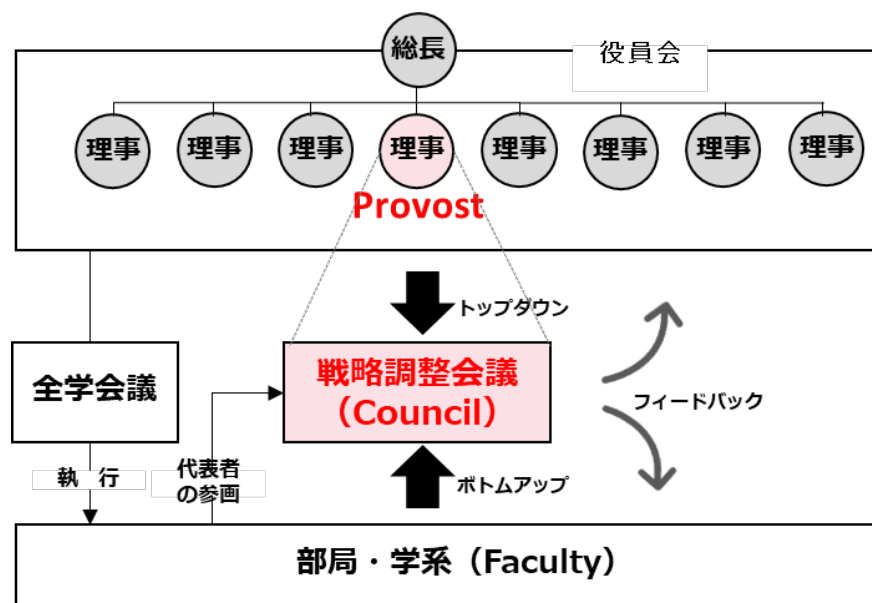 総長
役員会
理事
理事
理事
理事
理事
理事
理事
理事
Provost
トップダウン
全学会議
戦略調整会議
（Council）
フィードバック
執　行
代表者
の参画
ボトムアップ
部局・学系（Faculty）